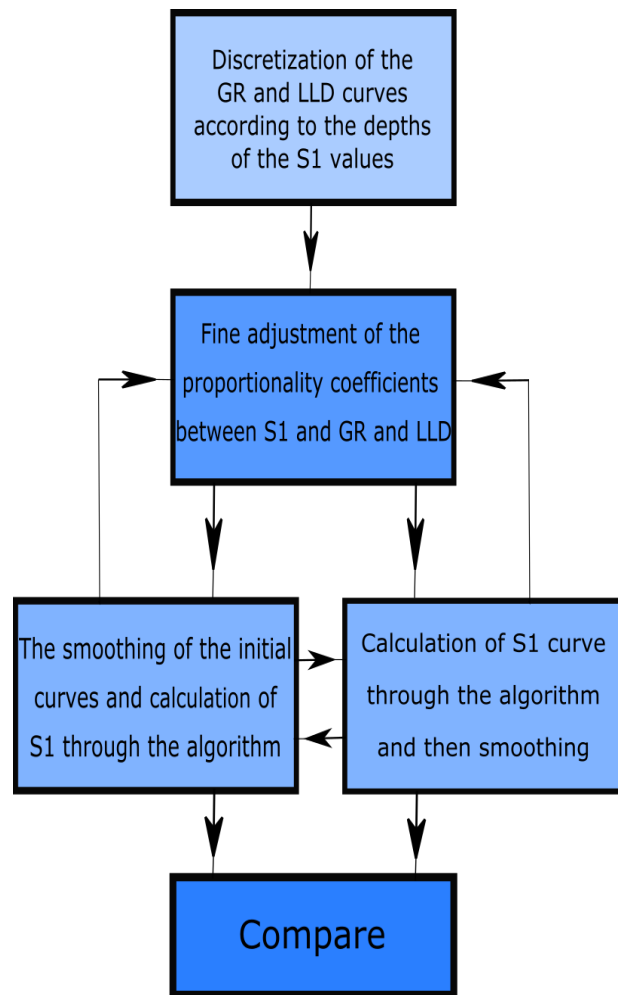 Discretization of the
GR and LLD curves
according to the depths
of the S1 values
Fine adjustment of the
proportionality coefficients
between S1 and GR and LLD
The smoothing of the initial
curves and calculation of
S1 through the algorithm
Calculation of S1 curve
through the algorithm
and then smoothing
Compare